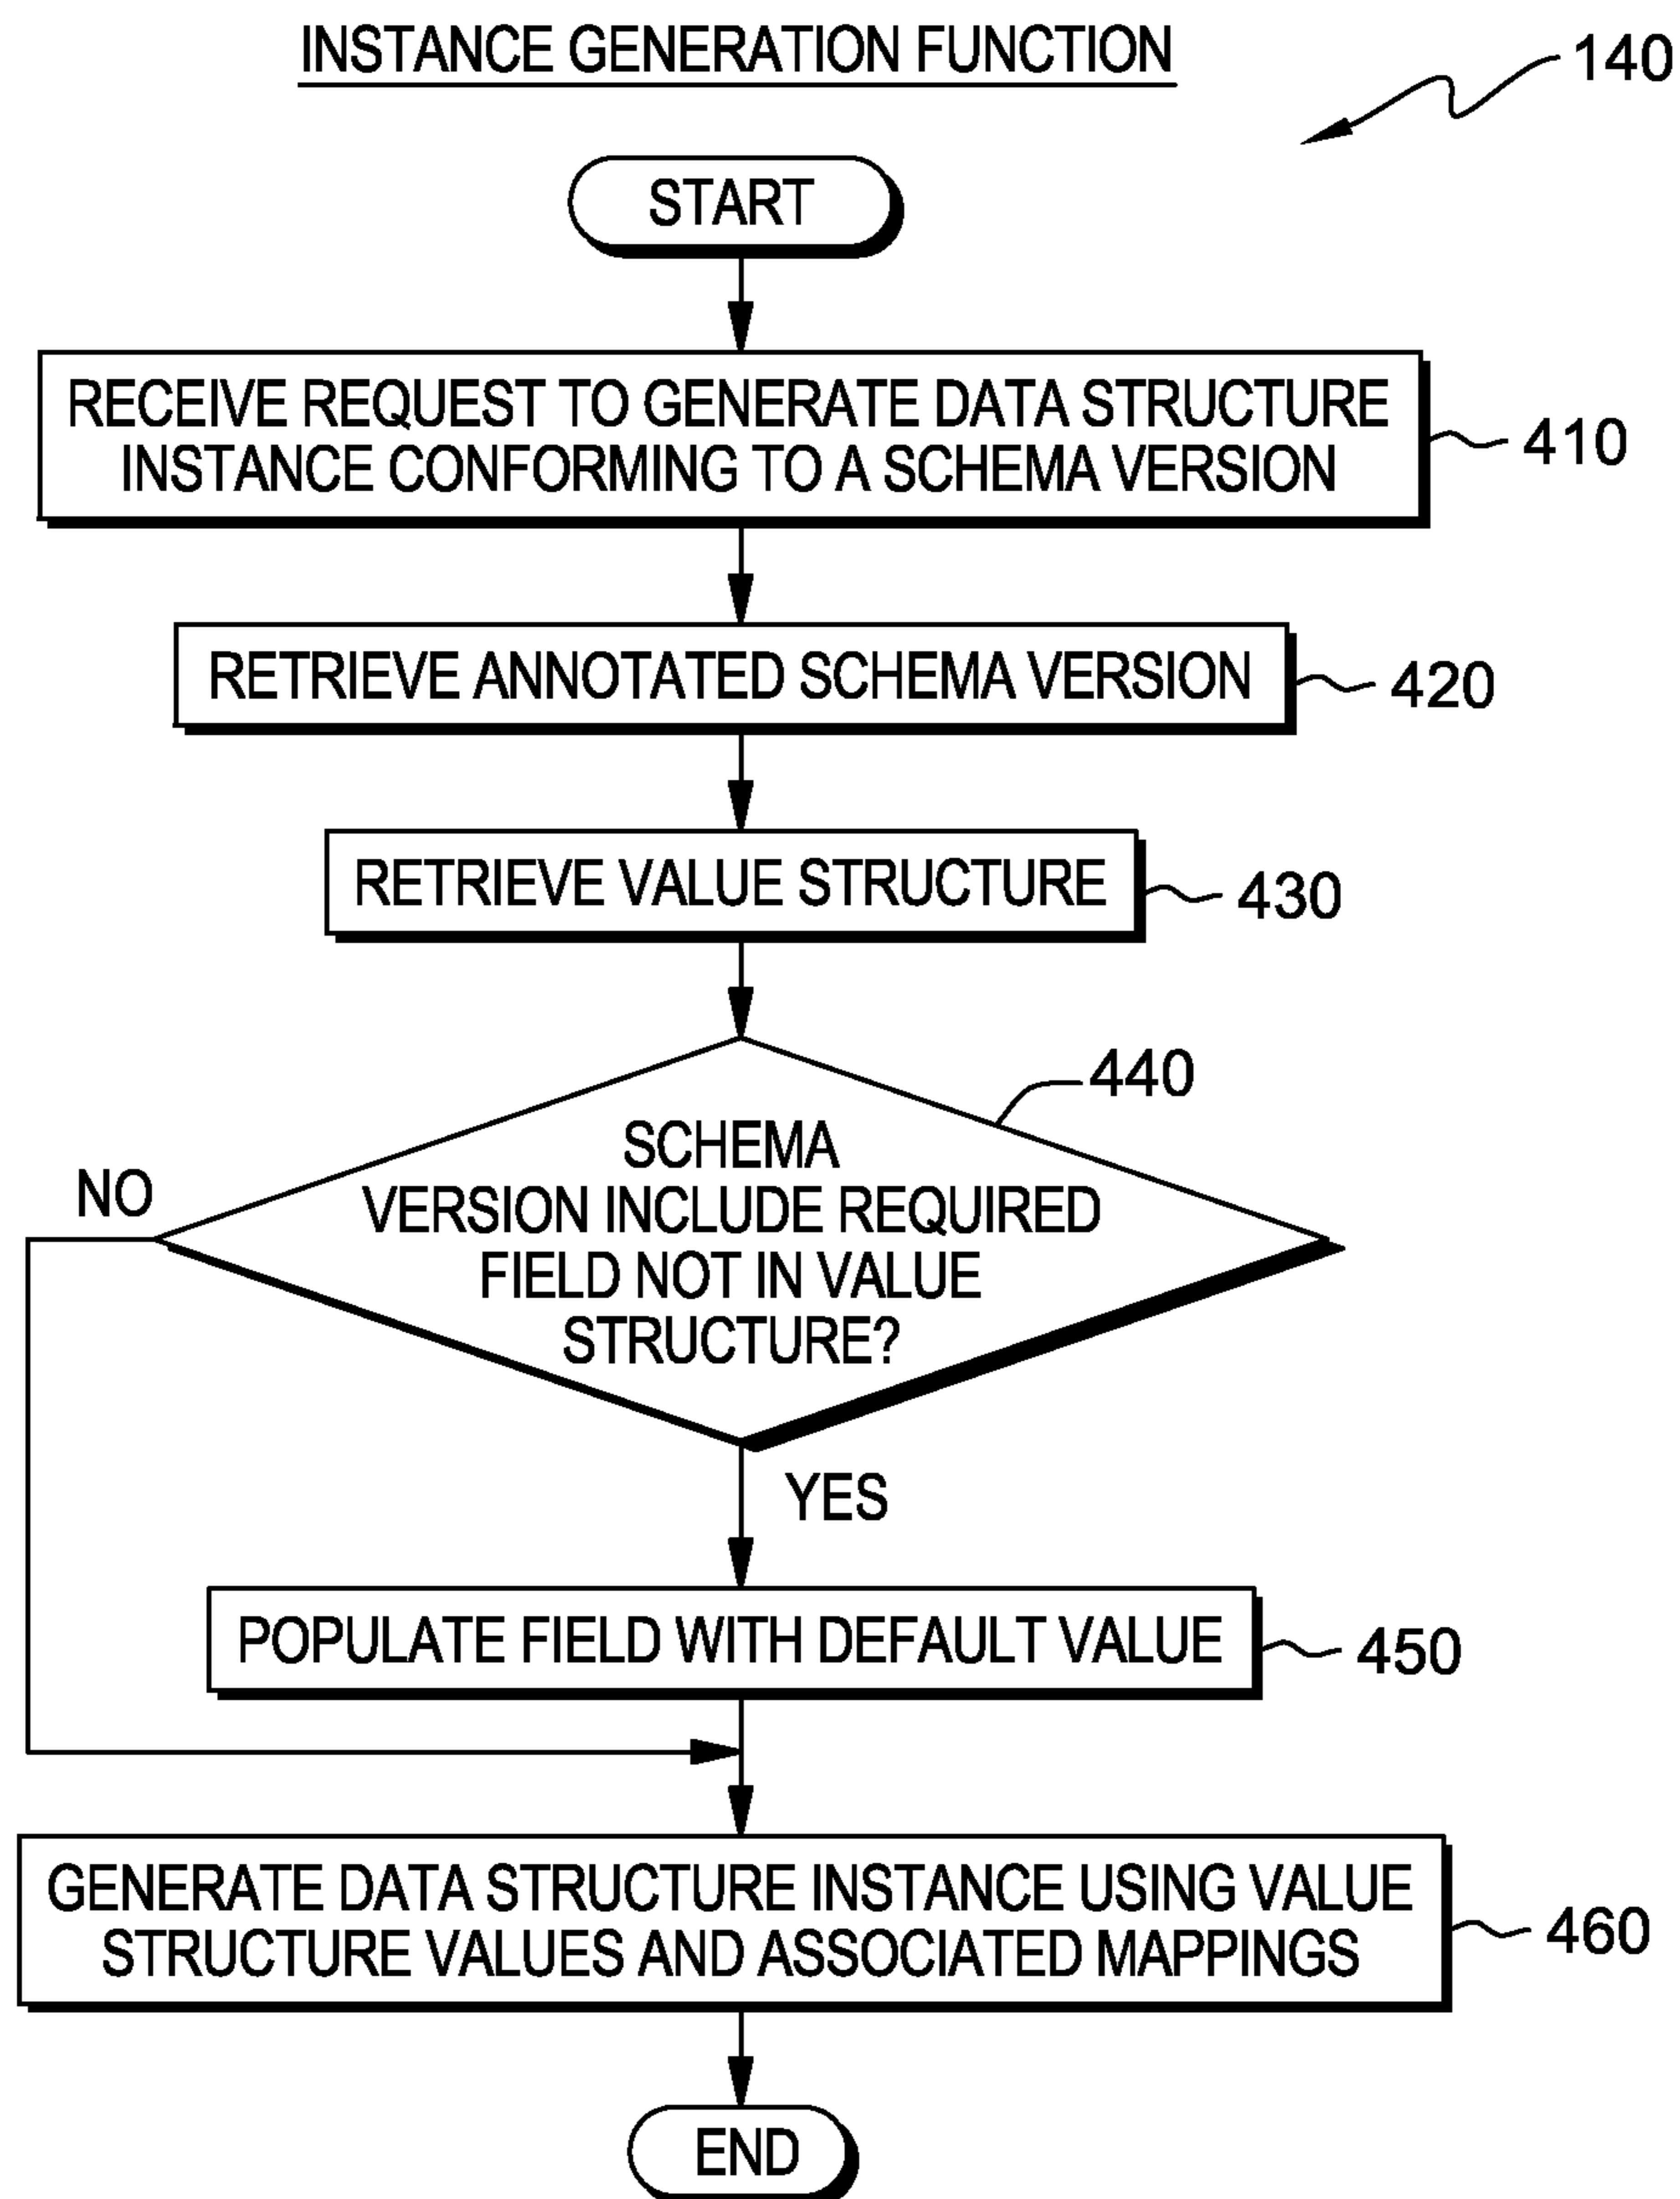 INSTANCE GENERATION FUNCTION
140
START
RECEIVE REQUEST TO GENERATE DATA STRUCTURE
INSTANCE CONFORMING TO A SCHEMA VERSION
410
RETRIEVE ANNOTATED SCHEMA VERSION
420
RETRIEVE VALUE STRUCTURE
430
440
SCHEMA
VERSION INCLUDE REQUIRED
FIELD NOT IN VALUE
STRUCTURE?
NO
YES
POPULATE FIELD WITH DEFAULT VALUE
450
GENERATE DATA STRUCTURE INSTANCE USING VALUE
STRUCTURE VALUES AND ASSOCIATED MAPPINGS
460
END